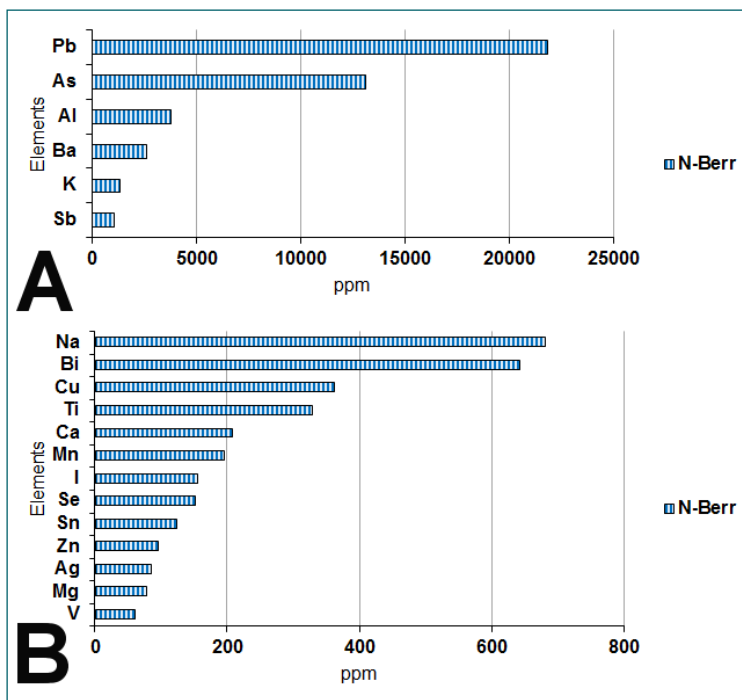 Pb
As
Al
Ba
K
Sb
Elements
0 5000 10000 15000 20000 25000
ppm
N-Berr
A
Na
Bi
Cu
Ti
Ca
Mn
I
Se
Sn
Zn
Ag
Mg
V
Elements
0 200 400 600 800
ppm
N-Berr
B